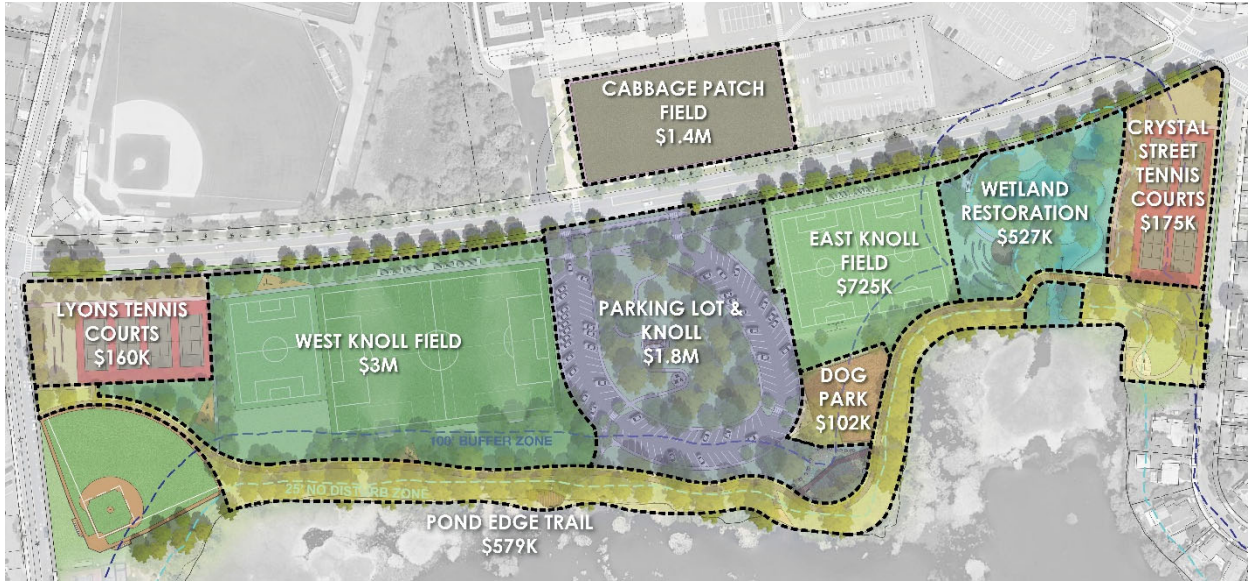 CABBAGE PATCH
FIELD
$1.4M
CRYSTAL
STREET
TENNIS
COURTS
$175K
WETLAND
RESTORATION
$527K
EAST KNOLL
FIELD
$725K
LYONS TENNIS
COURTS
$160K
WEST KNOLL FIELD
$3M
PARKING LOT &
KNOLL
$1.8M
DOG
PARK
$102K
100' BUFFER ZONE
25' NO DISTURB ZONE
POND EDGE TRAIL
$579K